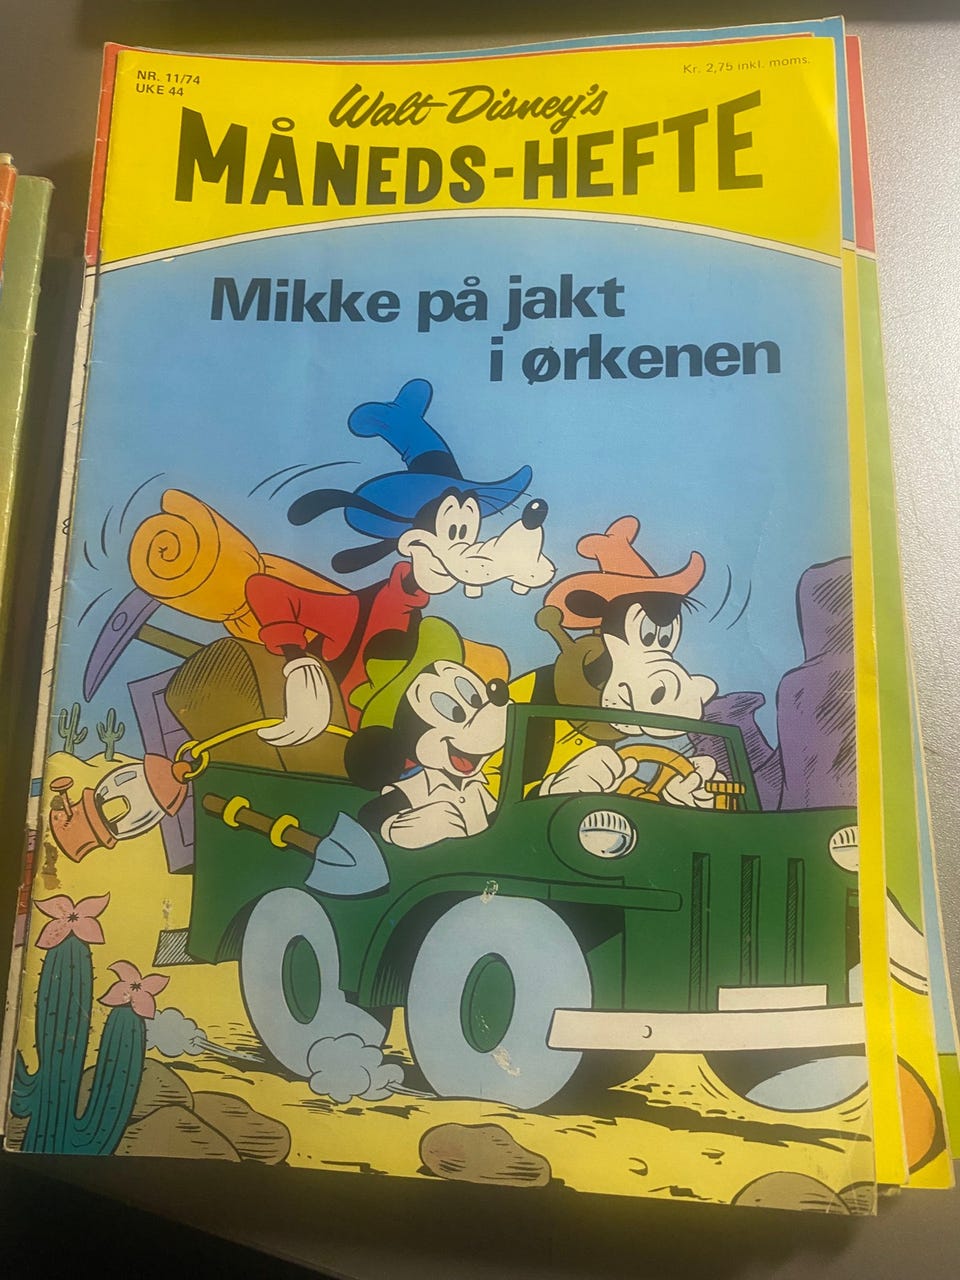 NR. 11/74
UKE 44
Kr. 2,75 inkl. moms.
Walt Disney's
MÅNEDS-HEFTE
Mikke på jakt
i ørkenen